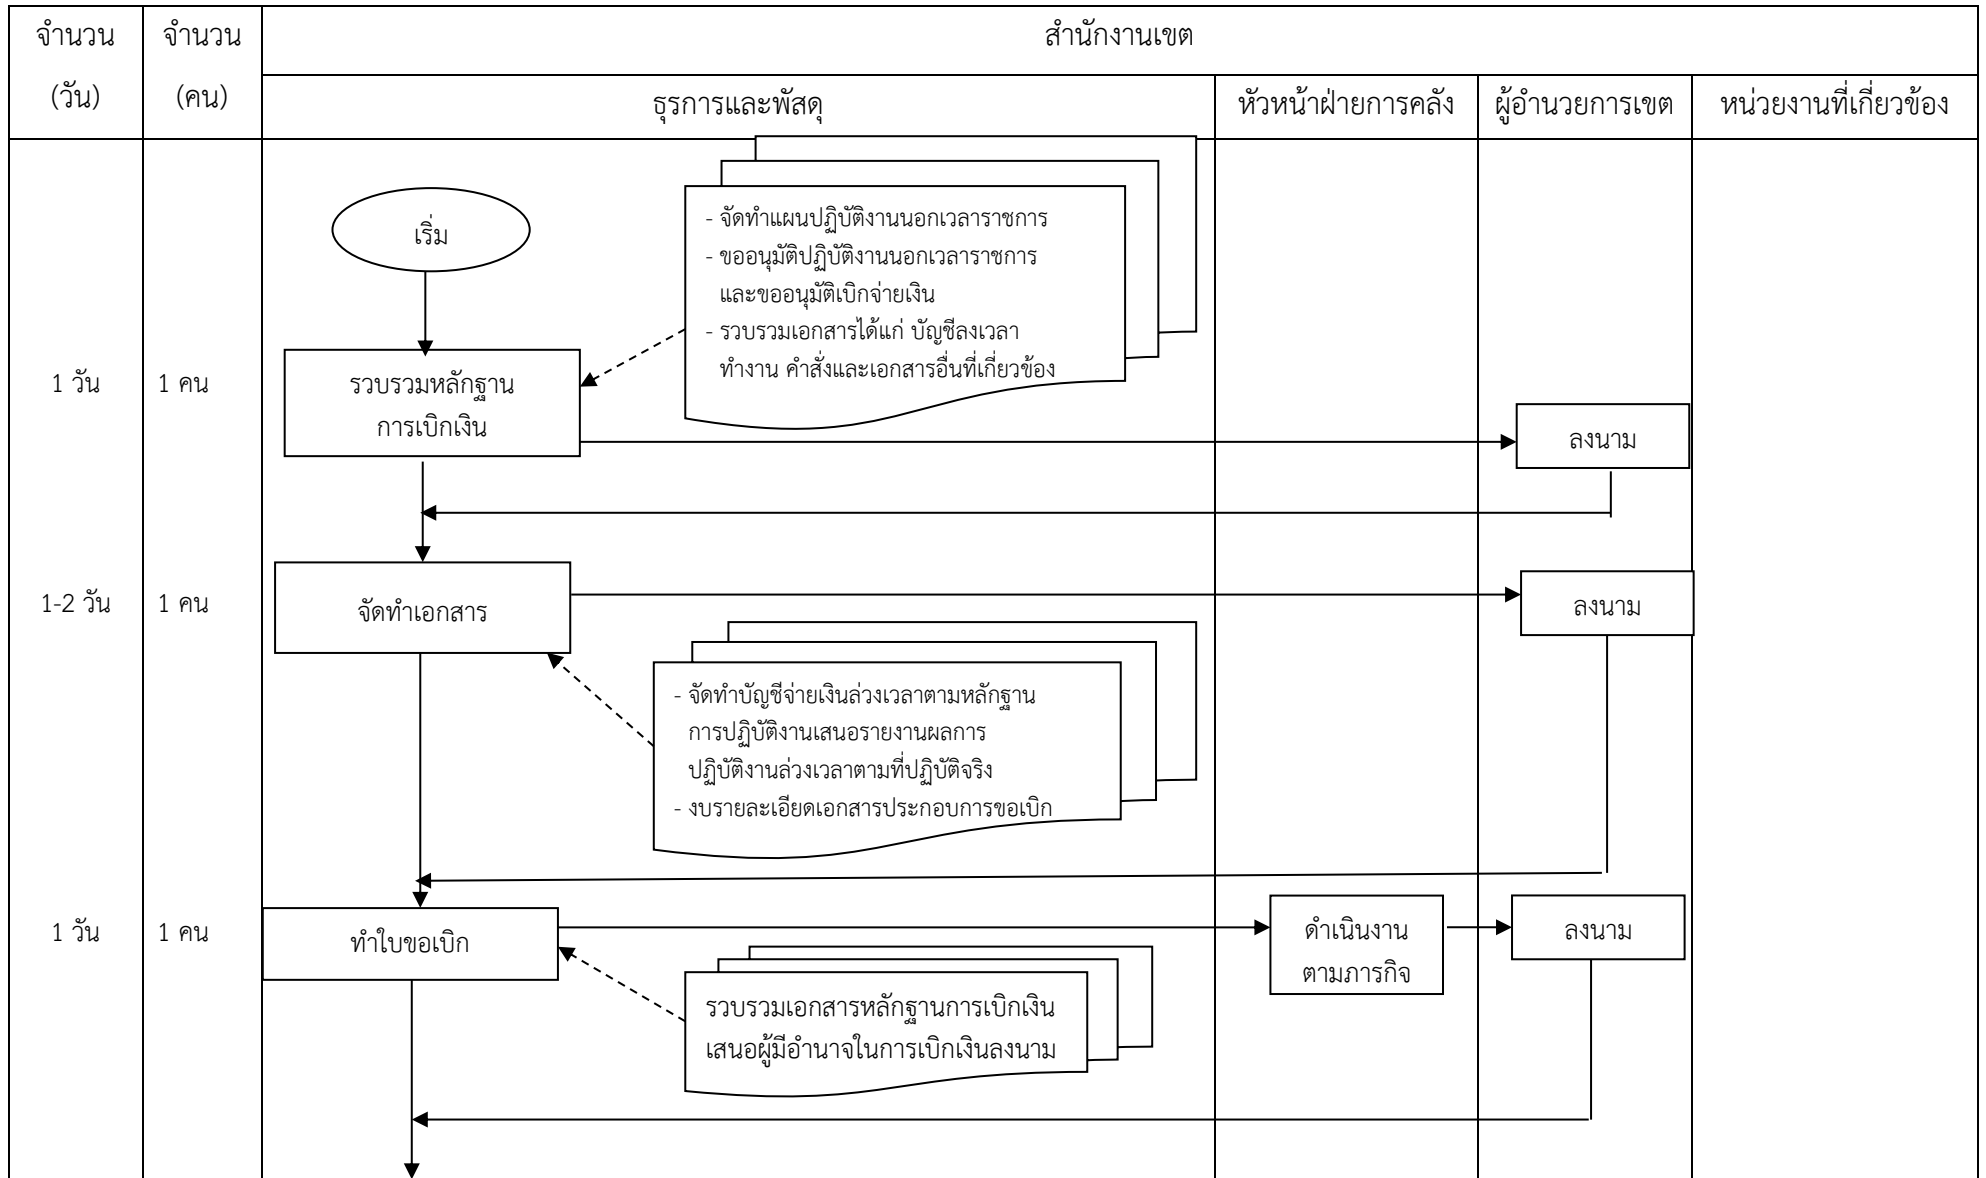 จำนวน
(วัน)
จำนวน
(คน)
สำนักงานเขต
ธุรการและพัสดุ
หัวหน้าฝ่ายการคลัง
ผู้อำนวยการเขต
หน่วยงานที่เกี่ยวข้อง
เริ่ม
- จัดทำแผนปฏิบัติงานนอกเวลาราชการ
- ขออนุมัติปฏิบัติงานนอกเวลาราชการ
และขออนุมัติเบิกจ่ายเงิน
- รวบรวมเอกสารได้แก่ บัญชีลงเวลา
ทำงาน คำสั่งและเอกสารอื่นที่เกี่ยวข้อง
1 วัน
1 คน
รวบรวมหลักฐาน
การเบิกเงิน
ลงนาม
1-2 วัน
1 คน
จัดทำเอกสาร
ลงนาม
- จัดทำบัญชีจ่ายเงินล่วงเวลาตามหลักฐาน
การปฏิบัติงานเสนอรายงานผลการ
ปฏิบัติงานล่วงเวลาตามที่ปฏิบัติจริง
- งบรายละเอียดเอกสารประกอบการขอเบิก
1 วัน
1 คน
ทำใบขอเบิก
ดำเนินงาน
ตามภารกิจ
ลงนาม
รวบรวมเอกสารหลักฐานการเบิกเงิน
เสนอผู้มีอำนาจในการเบิกเงินลงนาม